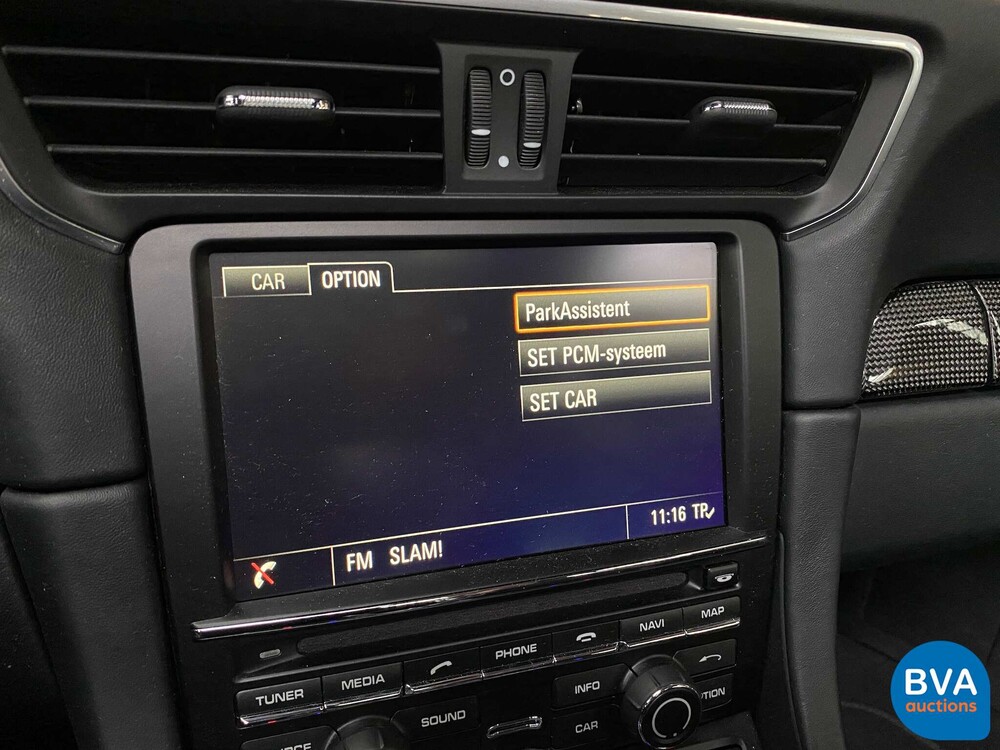 CAR OPTION
ParkAssistent
SET PCM-systeem
SET CAR
11:16 TP
FM SLAM!
TUNER MEDIA PHONE NAVI MAP
SOUND INFO
CAR
BVA
auctions